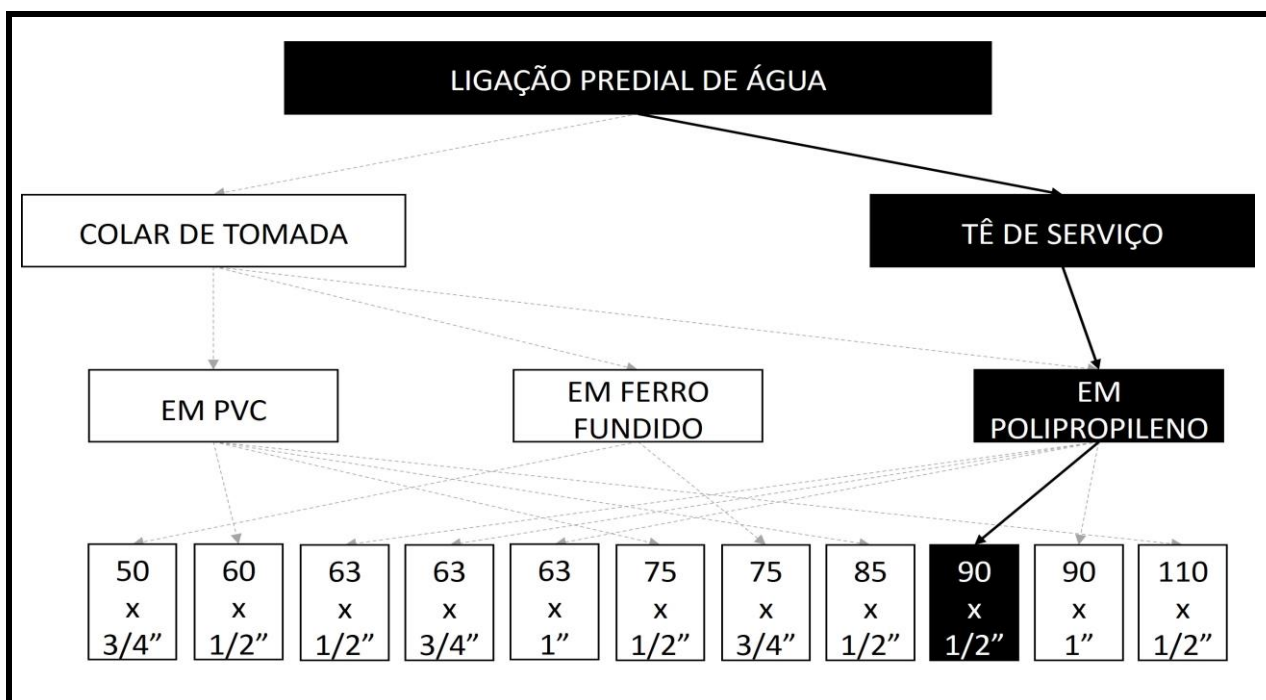 LIGAÇÃO PREDIAL DE ÁGUA
COLAR DE TOMADA
TÊ DE SERVIÇO
EM PVC
EM FERRO
FUNDIDO
EM
POLIPROPILENO
50
x
3/4”
60
x
1/2”
63
x
1/2”
63
x
3/4”
63
x
1”
75
x
1/2”
75
x
3/4”
85
x
1/2”
90
x
1/2”
90
x
1”
110
x
1/2”